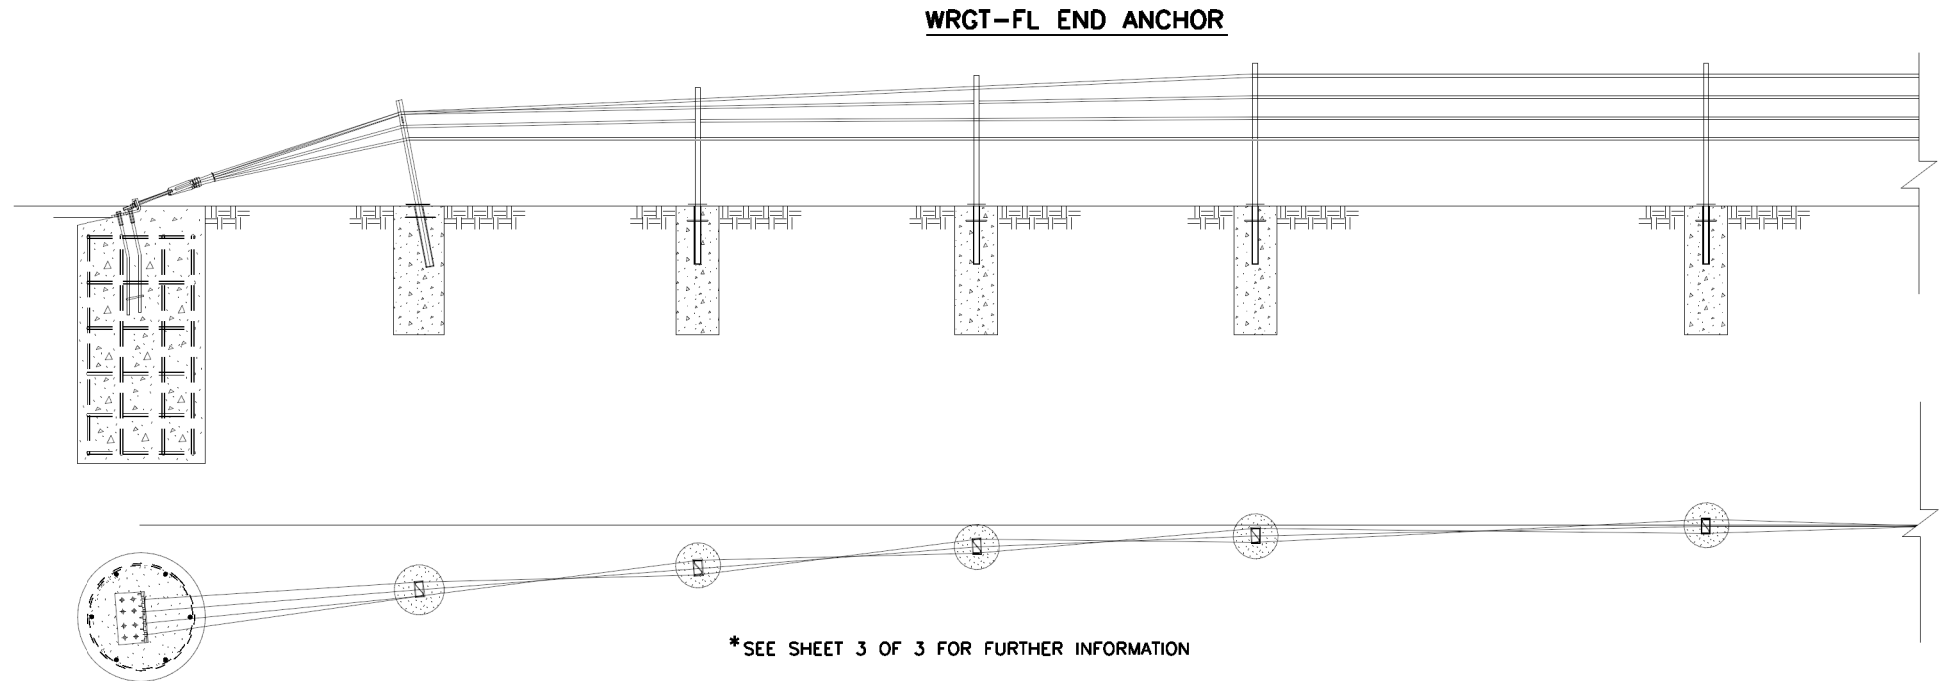 WRGT-FL END ANCHOR
*SEE SHEET 3 OF 3 FOR FURTHER INFORMATION